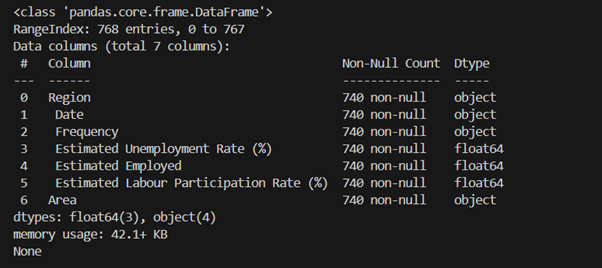 <class 'pandas.core.frame.DataFrame'>
RangeIndex: 768 entries, 0 to 767
Data columns (total 7 columns):
 #   Column                                    Non-Null Count  Dtype
---  ------                                    --------------  -----
 0   Region                                    740 non-null    object
 1    Date                                     740 non-null    object
 2    Frequency                                740 non-null    object
 3    Estimated Unemployment Rate (%)          740 non-null    float64
 4    Estimated Employed                       740 non-null    float64
 5    Estimated Labour Participation Rate (%)  740 non-null    float64
 6   Area                                      740 non-null    object
dtypes: float64(3), object(4)
memory usage: 42.1+ KB
None